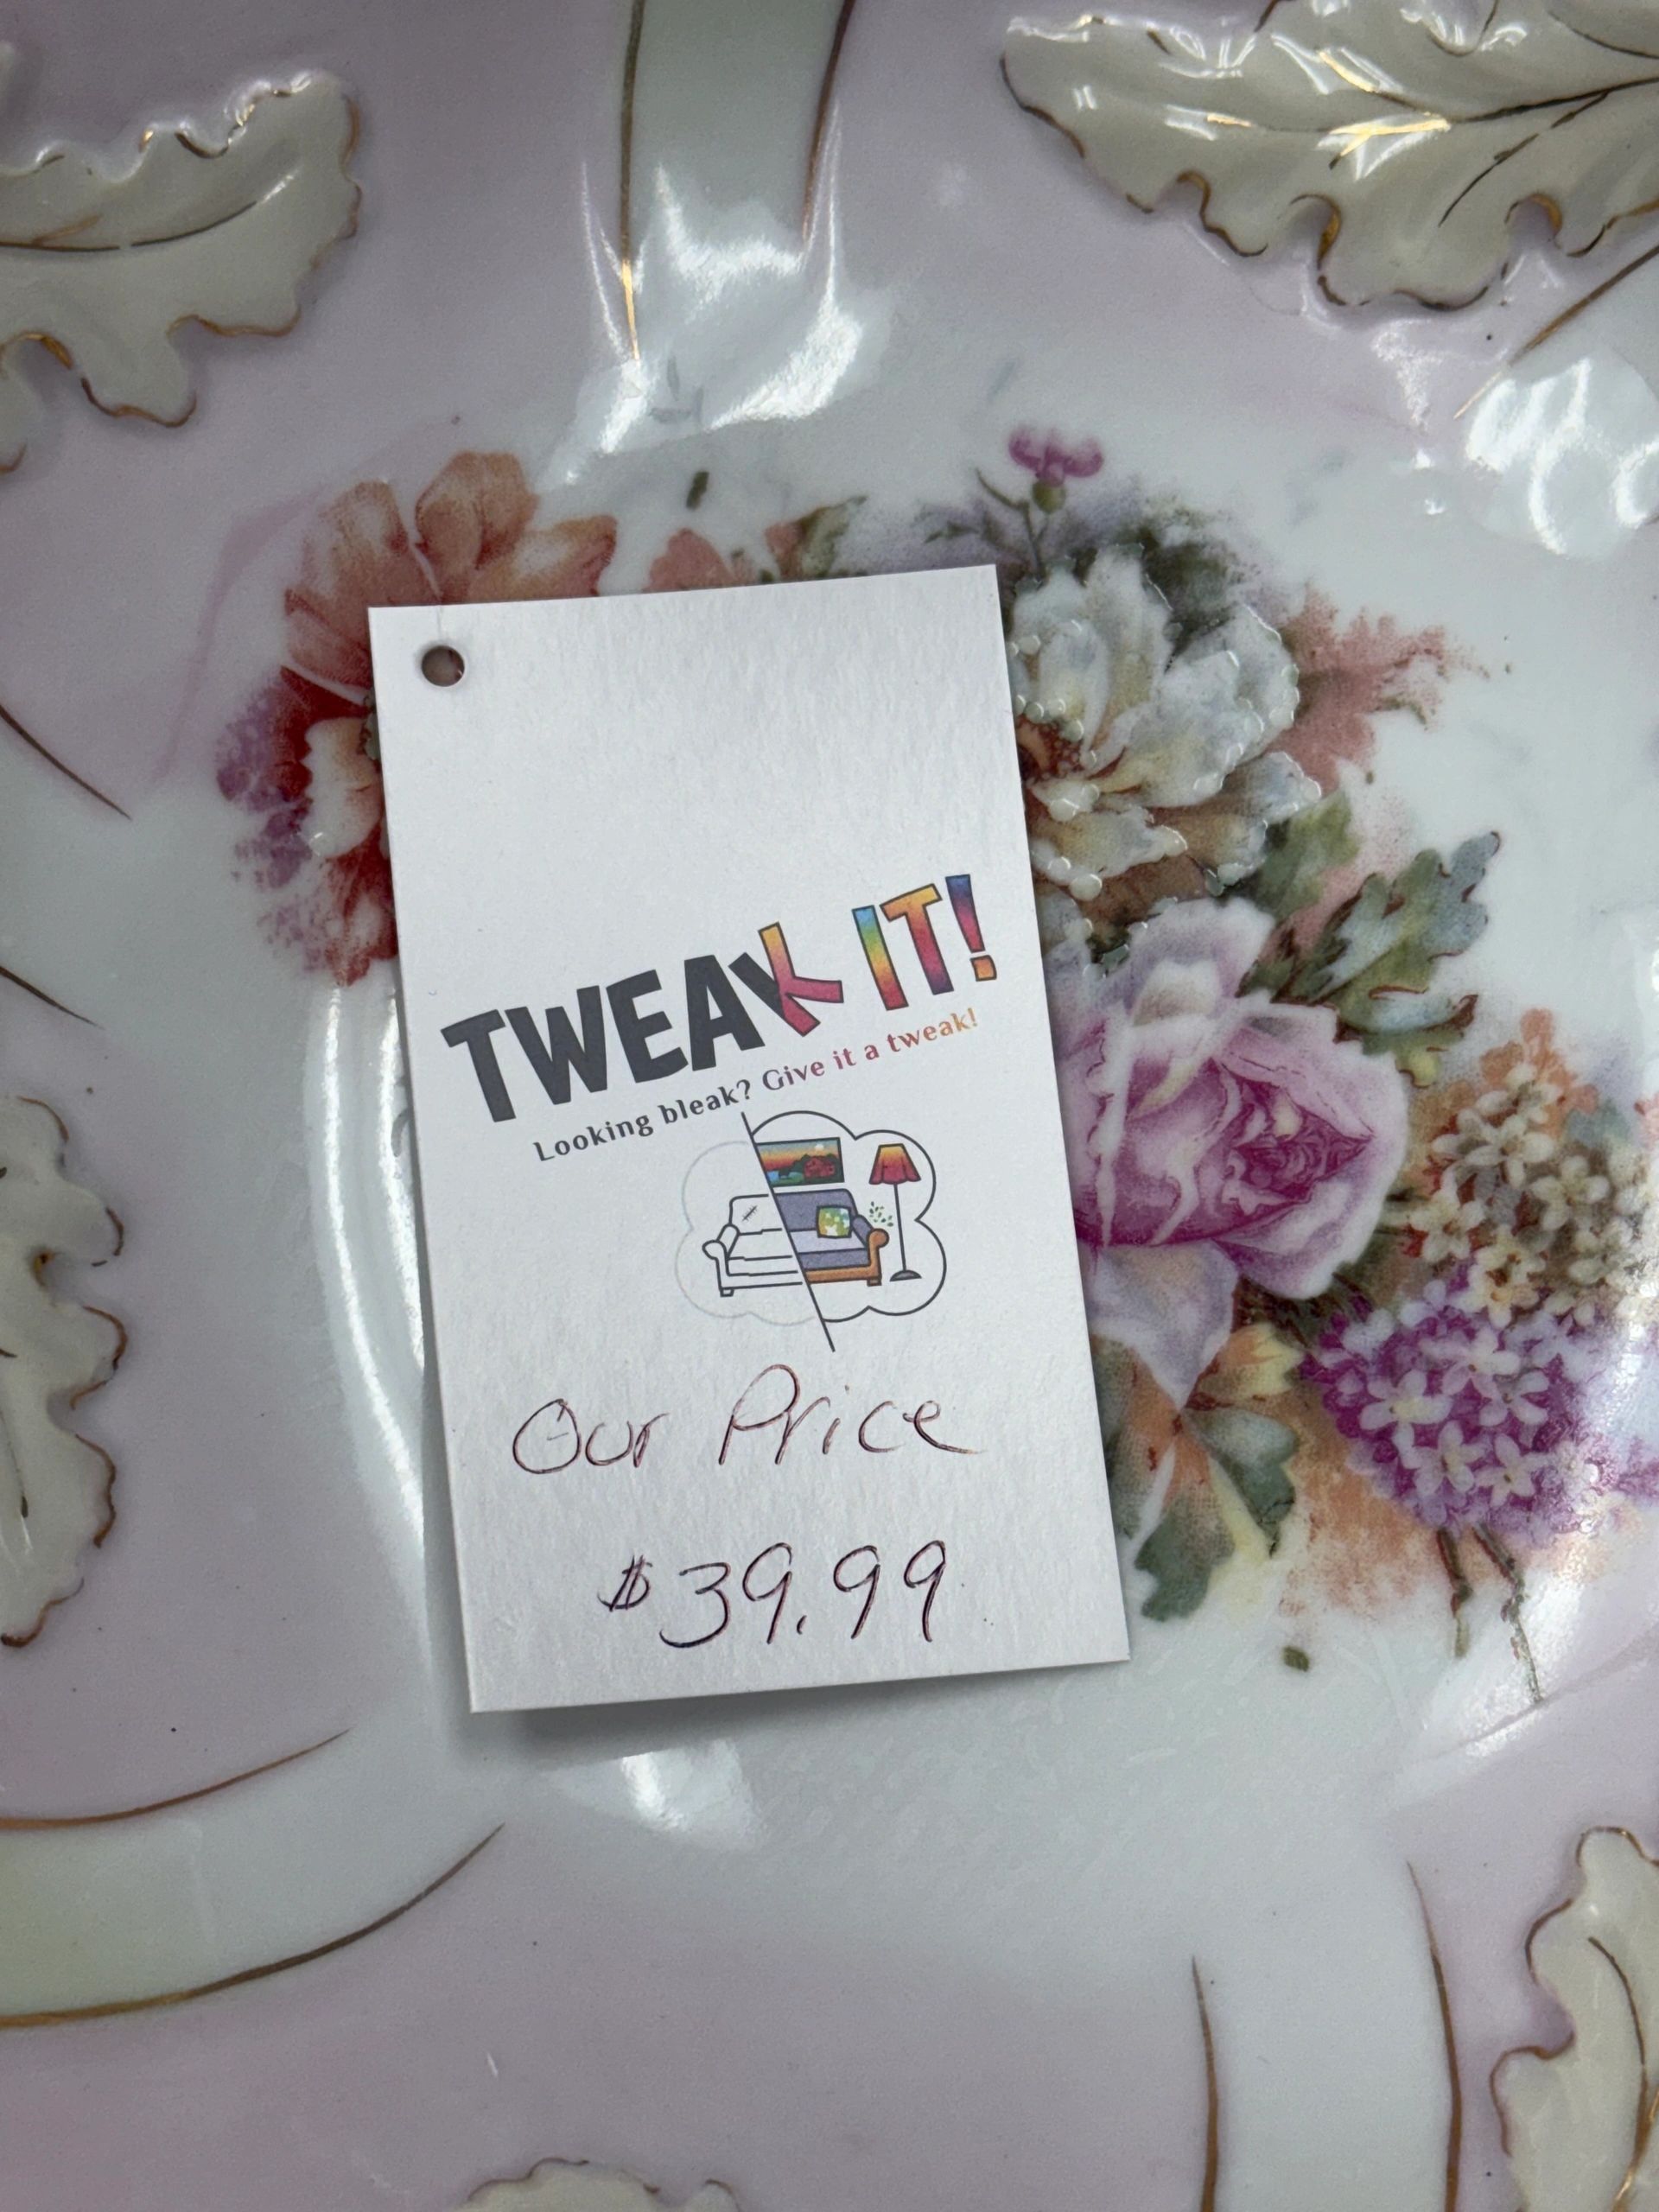 TWEAK IT!
Looking bleak? Give it a tweak!
Our Price
$39.99